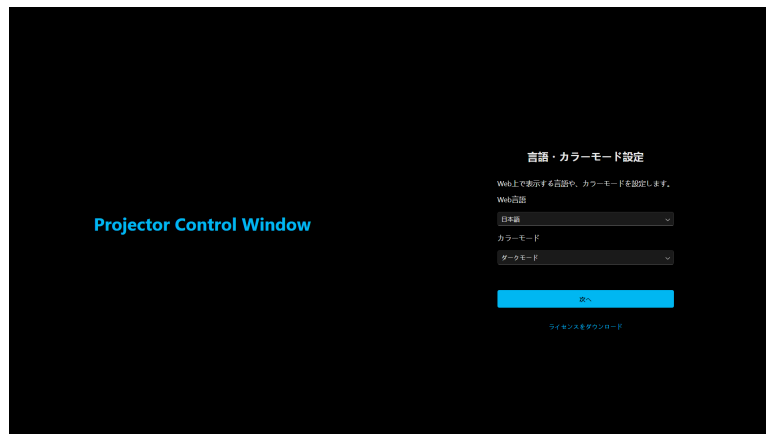 Projector Control Window
言語・カラーモード設定
Web上で表示する言語や、カラーモードを設定します。
Web言語
日本語
カラーモード
ダークモード
次へ
ライセンスをダウンロード